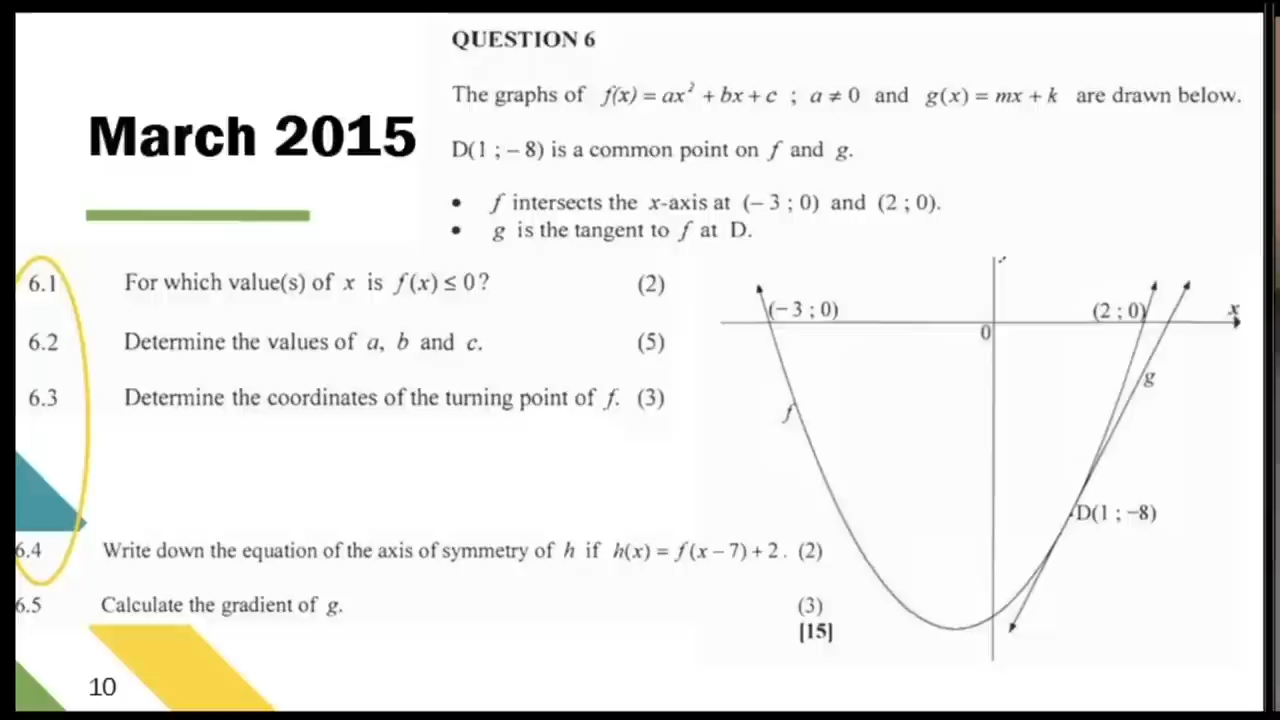 QUESTION 6
The graphs of f(x) = ax² + bx + c ; a ≠ 0 and g(x) = mx + k are drawn below.
March 2015
D(1 ; – 8) is a common point on f and g.
• f intersects the x-axis at (– 3 ; 0) and (2 ; 0).
• g is the tangent to f at D.
6.1 For which value(s) of x is f(x) ≤ 0? (2)
6.2 Determine the values of a, b and c. (5)
6.3 Determine the coordinates of the turning point of f. (3)
6.4 Write down the equation of the axis of symmetry of h if h(x) = f(x – 7) + 2. (2)
6.5 Calculate the gradient of g. (3)
[15]
(– 3 ; 0)
(2 ; 0)
x
0
g
f
D(1 ; –8)
10